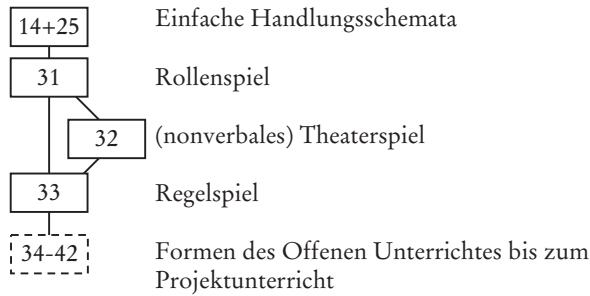 14+25 Einfache Handlungsschemata
31 Rollenspiel
32 (nonverbales) Theaterspiel
33 Regelspiel
34-42 Formen des Offenen Unterrichtes bis zum
Projektunterricht